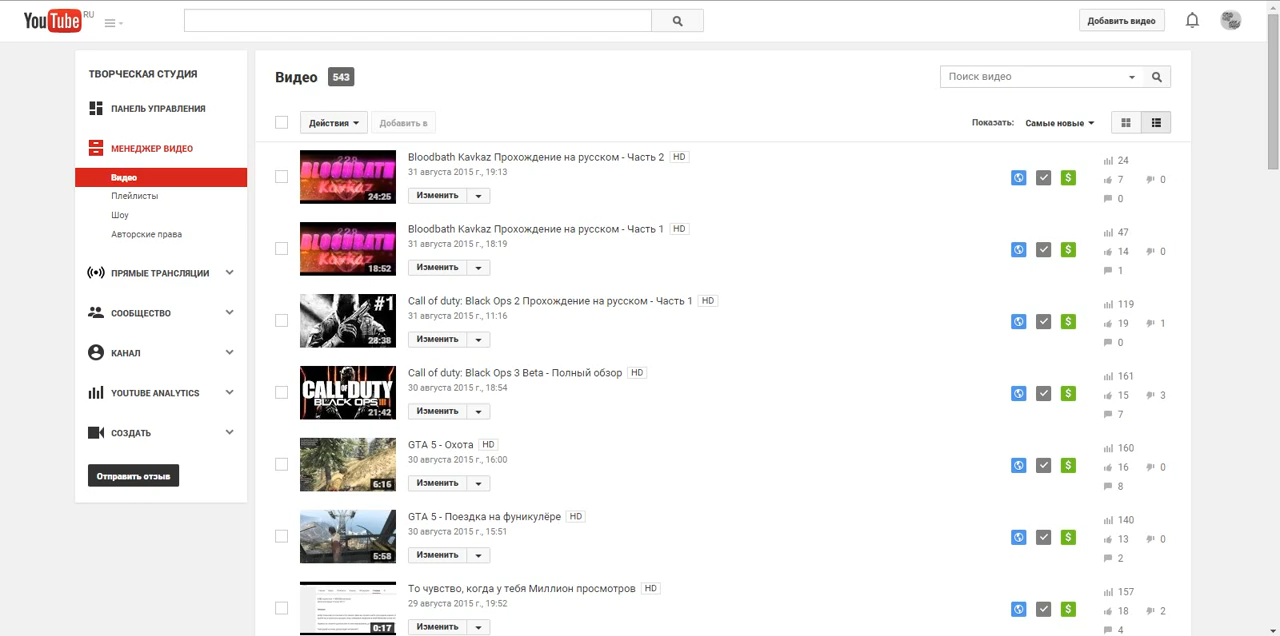 YouTube RU
Добавить видео
ТВОРЧЕСКАЯ СТУДИЯ
ПАНЕЛЬ УПРАВЛЕНИЯ
МЕНЕДЖЕР ВИДЕО
Видео
Плейлисты
Шоу
Авторские права
ПРЯМЫЕ ТРАНСЛЯЦИИ
СООБЩЕСТВО
КАНАЛ
YOUTUBE ANALYTICS
СОЗДАТЬ
Отправить отзыв
Видео 543
Поиск видео
Действия Добавить в
Показать: Самые новые
228
BLOODBATH
Kavkaz
24:25
Bloodbath Kavkaz Прохождение на русском - Часть 2 HD
31 августа 2015 г., 19:13
Изменить
24
7 0
0
228
BLOODBATH
Kavkaz
18:52
Bloodbath Kavkaz Прохождение на русском - Часть 1 HD
31 августа 2015 г., 18:19
Изменить
47
14 0
1
#1
28:38
Call of duty: Black Ops 2 Прохождение на русском - Часть 1 HD
31 августа 2015 г., 11:16
Изменить
119
19 1
0
CALL OF DUTY
BLACK OPS III
21:42
Call of duty: Black Ops 3 Beta - Полный обзор HD
30 августа 2015 г., 18:54
Изменить
161
15 3
7
6:16
GTA 5 - Охота HD
30 августа 2015 г., 16:00
Изменить
160
16 0
8
5:58
GTA 5 - Поездка на фуникулёре HD
30 августа 2015 г., 15:51
Изменить
140
13 0
2
0:17
То чувство, когда у тебя Миллион просмотров HD
29 августа 2015 г., 19:52
Изменить
157
18 2
4